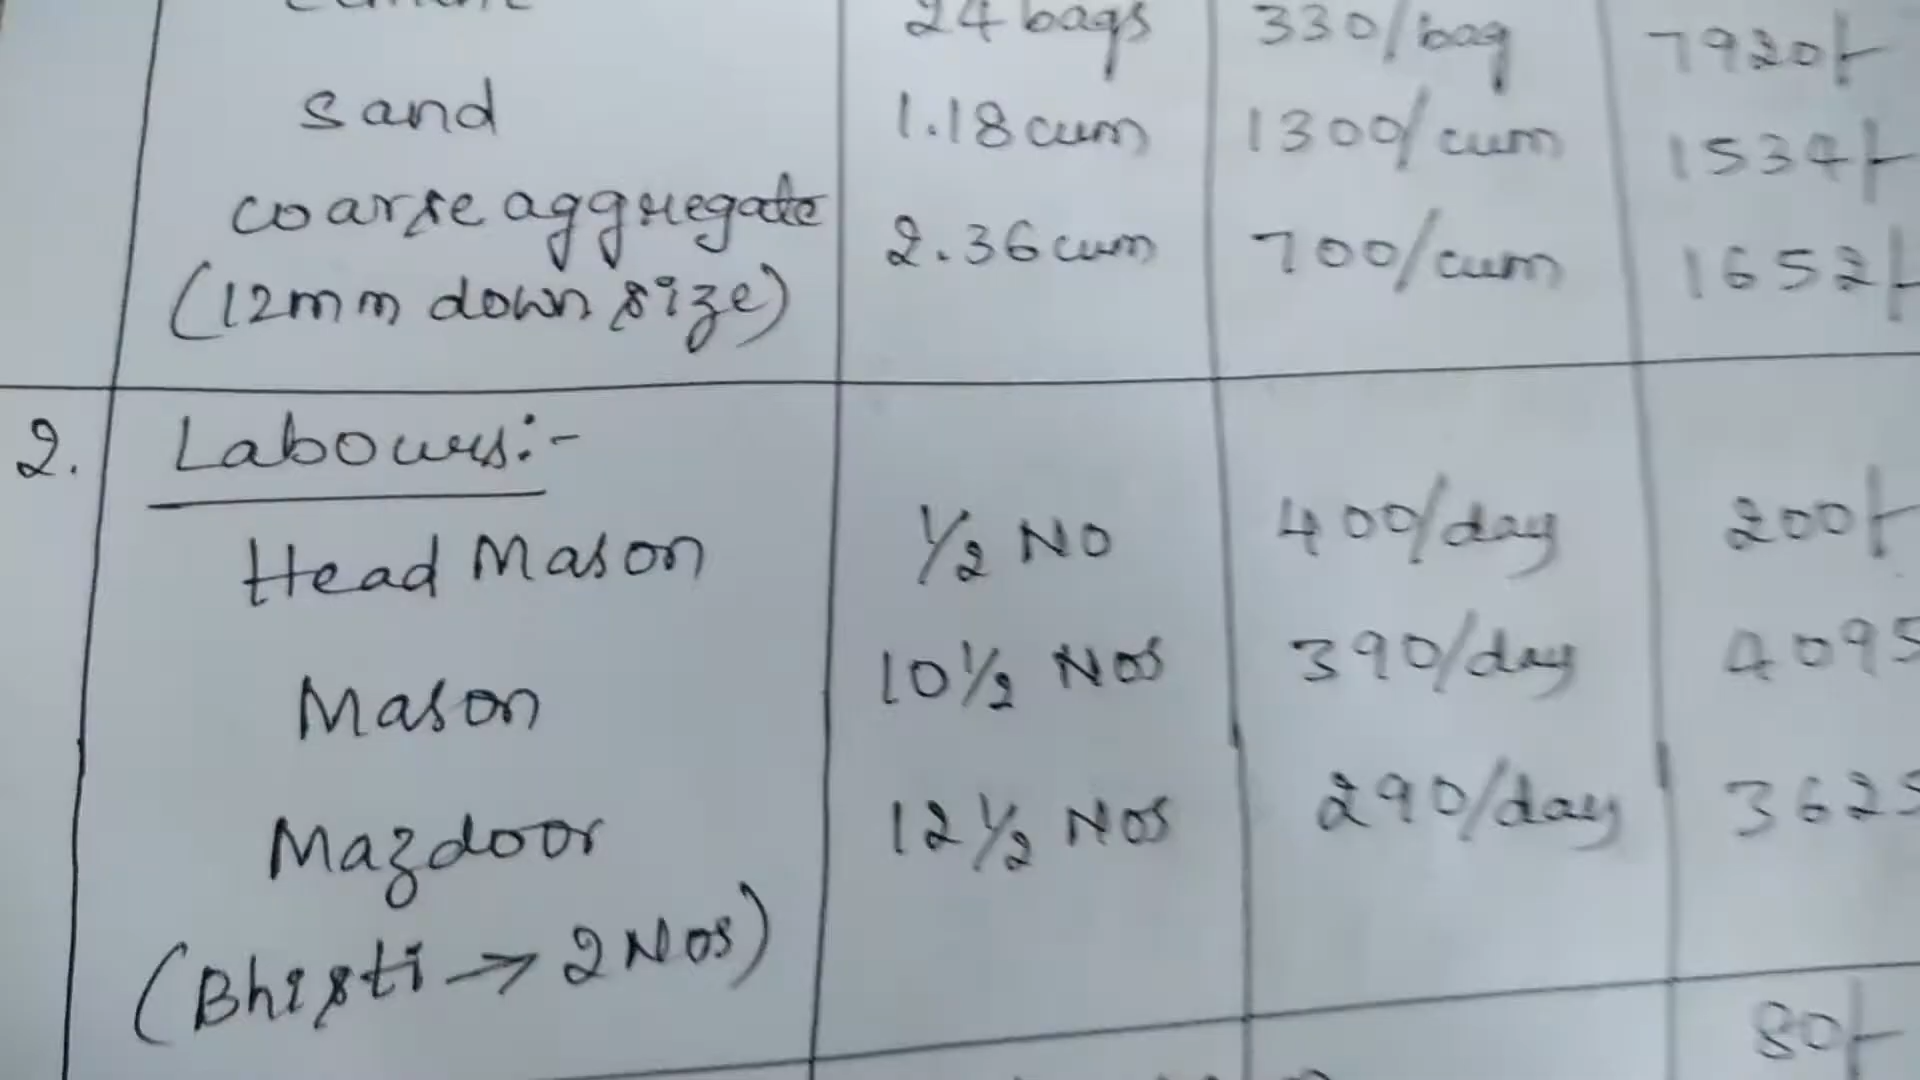 24 bags 330/bag 7920/-
sand 1.18 cum 1300/cum 1534/-
coarse aggregate 2.36 cum 700/cum 1652/-
(12mm down size)
2. Labours:-
Head Mason 1/2 NO 400/day 200/-
Mason 10 1/2 Nos 390/day 4095
Mazdoor 12 1/2 Nos 290/day 3625
(Bhisti → 2 Nos)
80/-